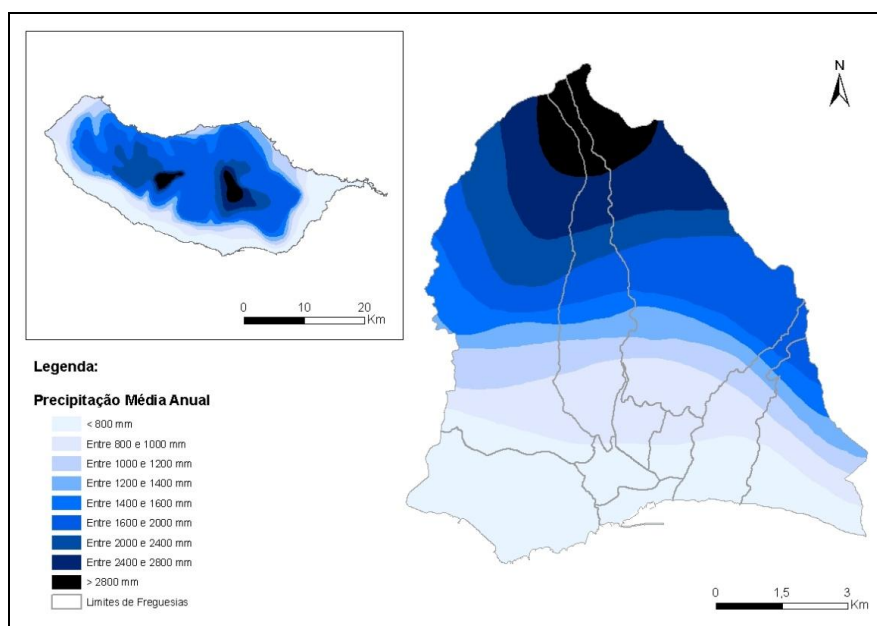 0 10 20
Km
N
Legenda:
Precipitação Média Anual
< 800 mm
Entre 800 e 1000 mm
Entre 1000 e 1200 mm
Entre 1200 e 1400 mm
Entre 1400 e 1600 mm
Entre 1600 e 2000 mm
Entre 2000 e 2400 mm
Entre 2400 e 2800 mm
> 2800 mm
Limites de Freguesias
0 1,5 3
Km